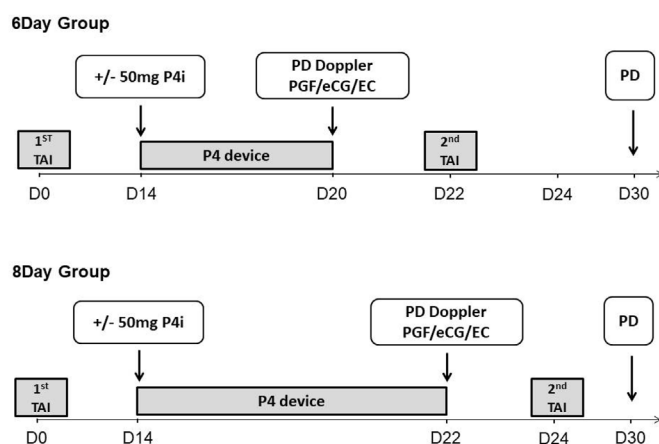 6Day Group
+/- 50mg P4i
PD Doppler
PGF/eCG/EC
PD
1ST
TAI
P4 device
2nd
TAI
D0 D14 D20 D22 D24 D30
8Day Group
+/- 50mg P4i
PD Doppler
PGF/eCG/EC
PD
1st
TAI
P4 device
2nd
TAI
D0 D14 D22 D24 D30